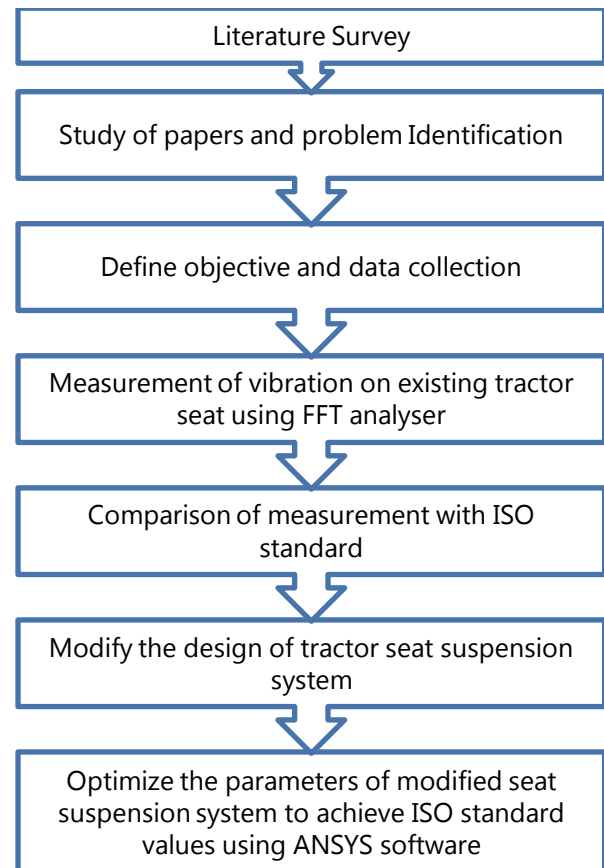 Literature Survey
Study of papers and problem Identification
Define objective and data collection
Measurement of vibration on existing tractor
seat using FFT analyser
Comparison of measurement with ISO
standard
Modify the design of tractor seat suspension
system
Optimize the parameters of modified seat
suspension system to achieve ISO standard
values using ANSYS software